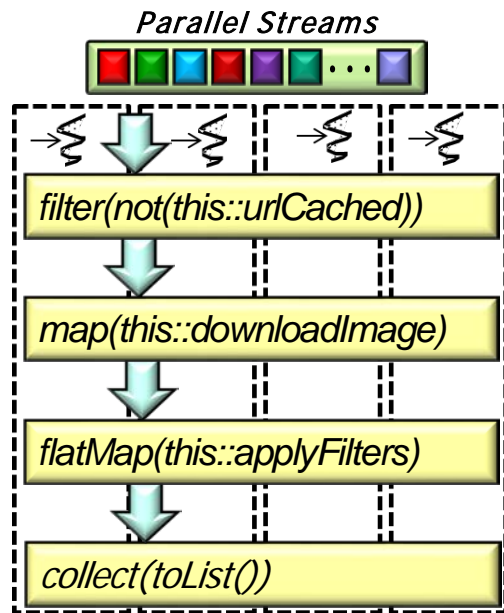 Parallel Streams
...
filter(not(this::urlCached))
map(this::downloadImage)
flatMap(this::applyFilters)
collect(toList())